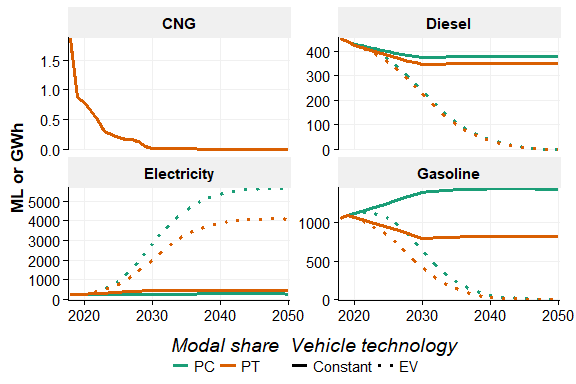 CNG
Diesel
1.5
1.0
0.5
0.0
400
300
200
100
0
ML or GWh
Electricity
Gasoline
5000
4000
3000
2000
1000
0
1000
500
0
2020 2030 2040 2050
2020 2030 2040 2050
Modal share Vehicle technology
PC PT Constant EV